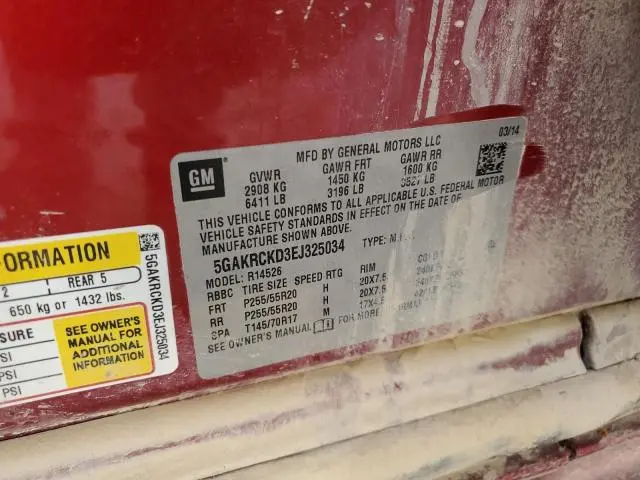 03/14
MFD BY GENERAL MOTORS LLC
GM
GVWR GAWR FRT GAWR RR
2908 KG 1450 KG 1600 KG
6411 LB 3196 LB 3527 LB
THIS VEHICLE CONFORMS TO ALL APPLICABLE U.S. FEDERAL MOTOR
VEHICLE SAFETY STANDARDS IN EFFECT ON THE DATE OF
MANUFACTURE SHOWN ABOVE.
5GAKRCKD3EJ325034 TYPE:
MODEL: R14526
RBBC TIRE SIZE SPEED RTG RIM COLD
FRT P255/55R20 H 20X7.5
RR P255/55R20 H 20X7.5
SPA T145/70R17 M
SEE OWNER'S MANUAL FOR MORE
ORMATION
2 REAR 5
650 kg or 1432 lbs.
SURE
SI
PSI
PSI
SEE OWNER'S
MANUAL FOR
ADDITIONAL
INFORMATION
5GAKRCKD3EJ325034